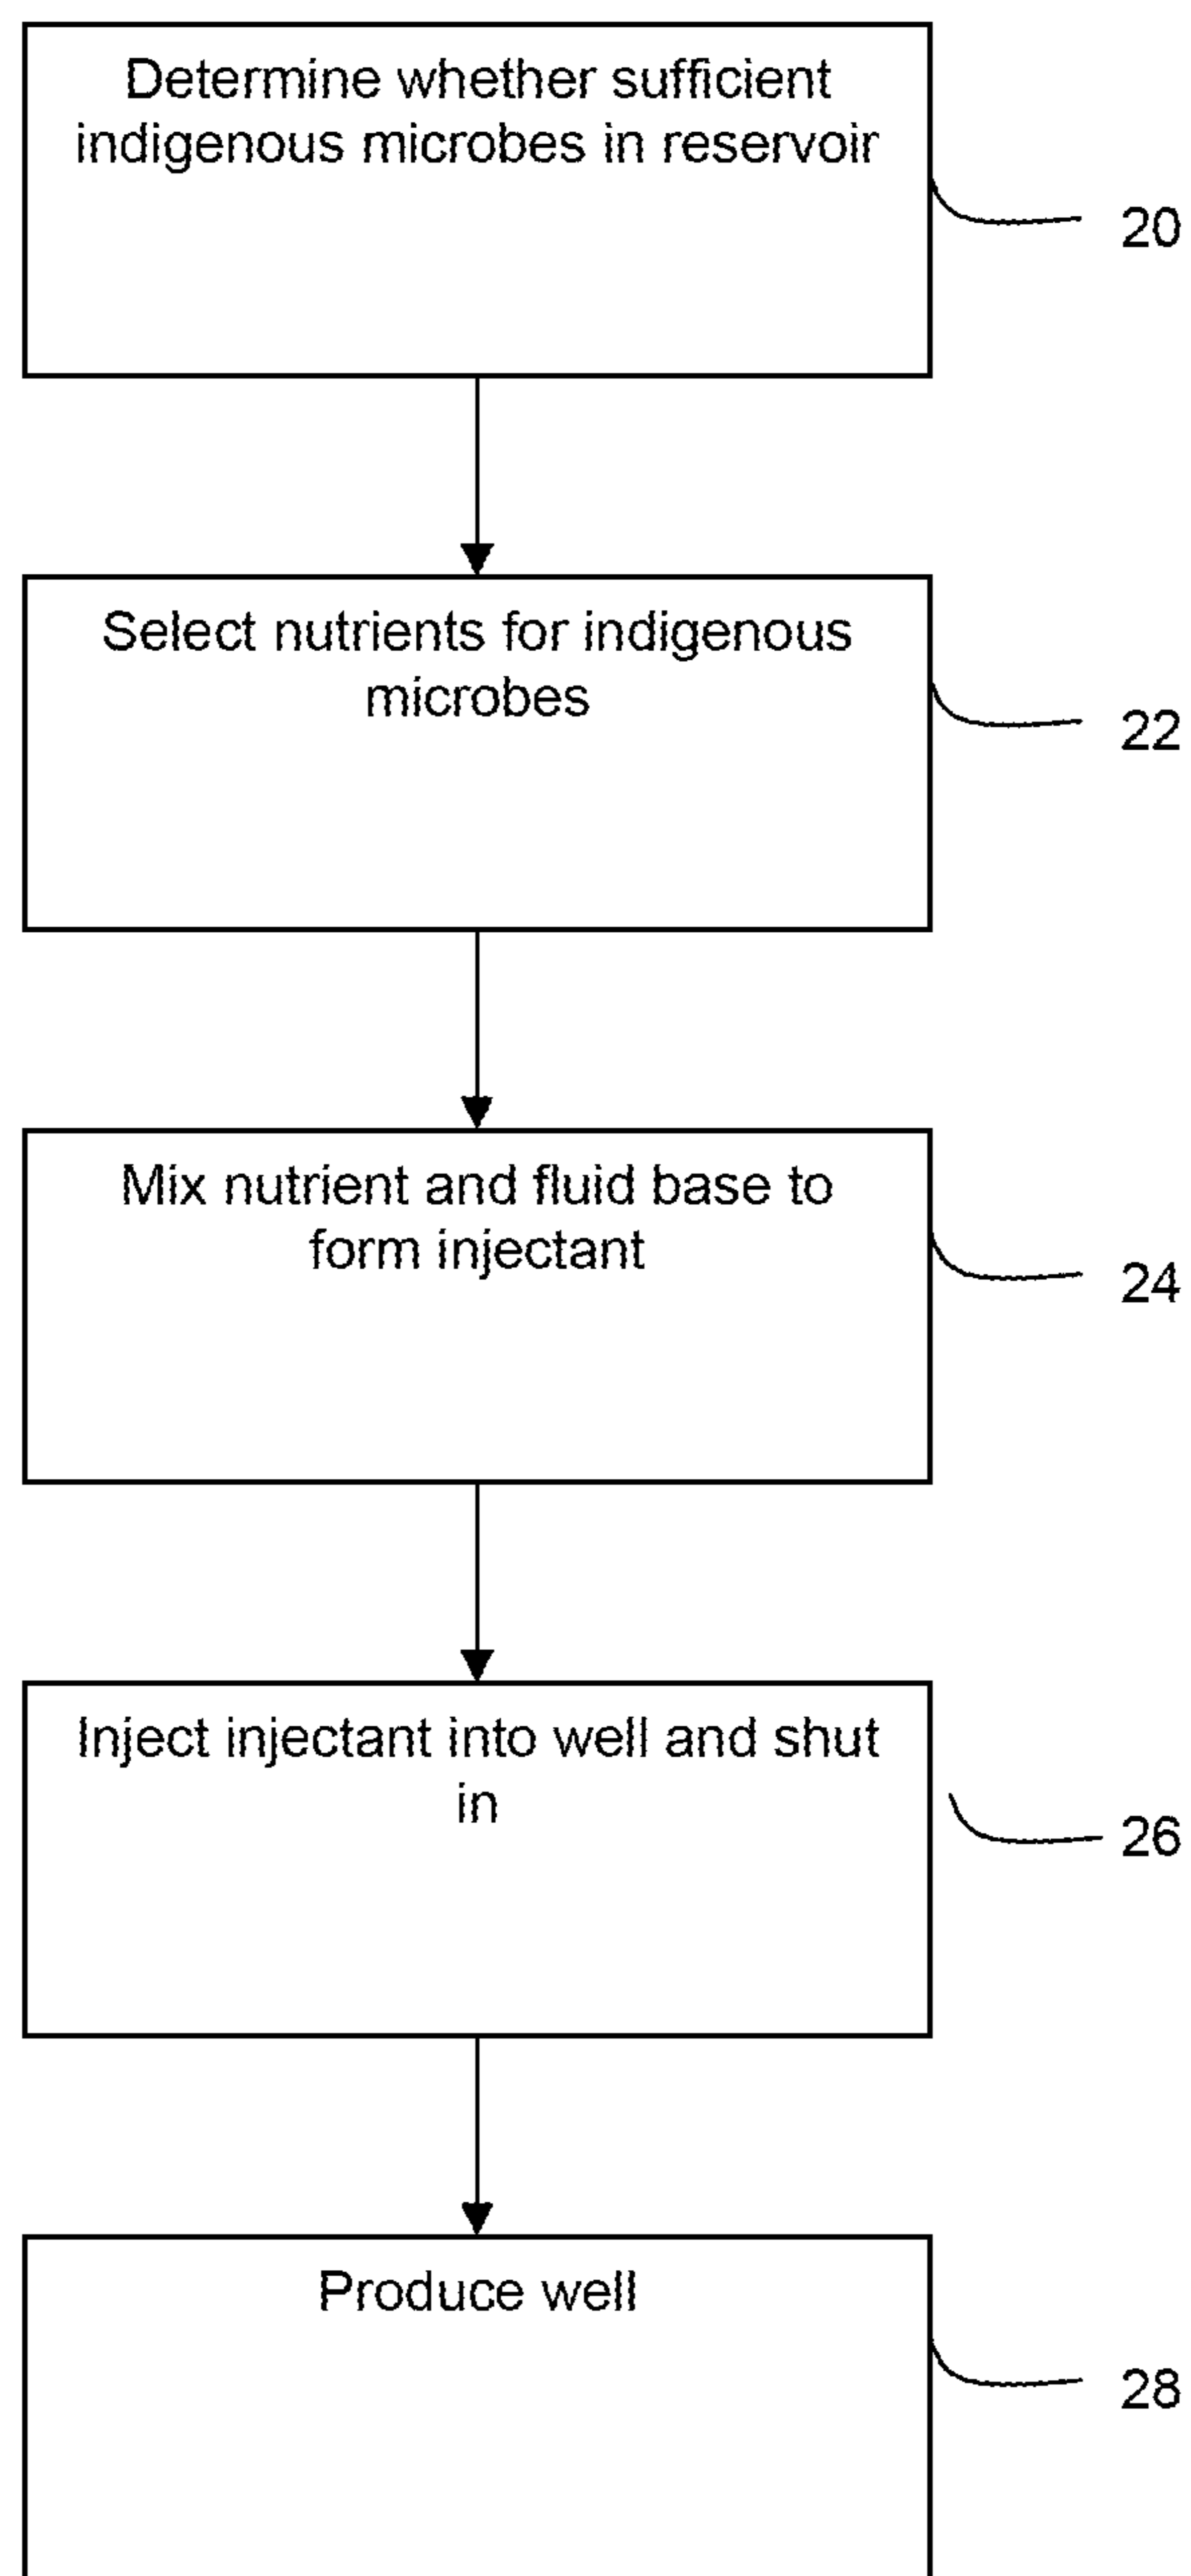 Determine whether sufficient
indigenous microbes in reservoir
20
Select nutrients for indigenous
microbes
22
Mix nutrient and fluid base to
form injectant
24
Inject injectant into well and shut
in
26
Produce well
28